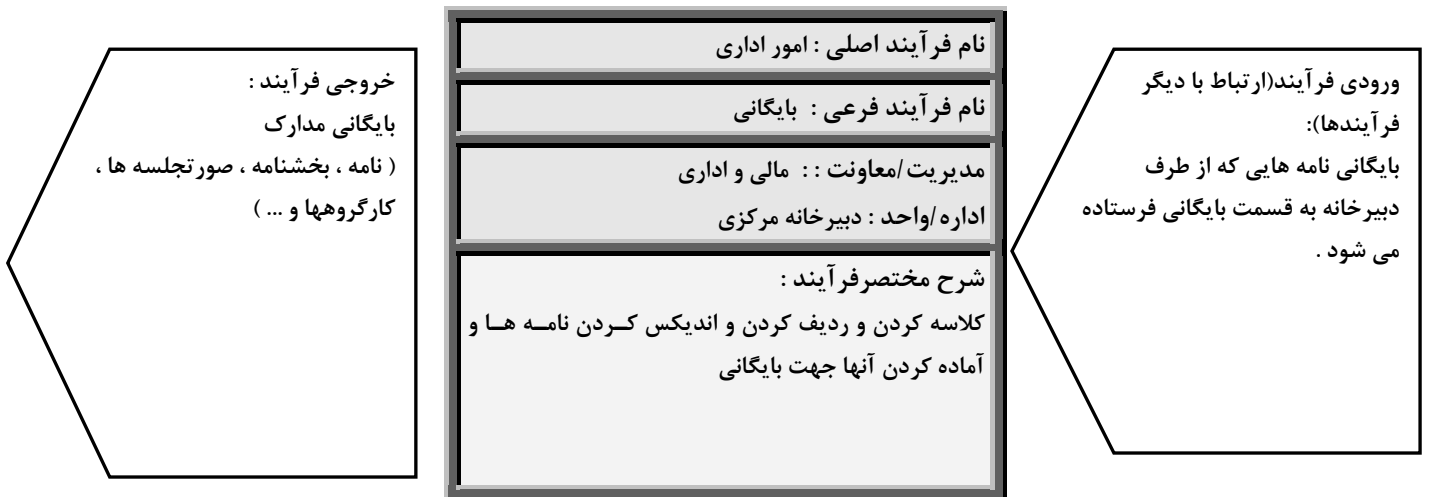 ورودی فرآیند(ارتباط با دیگر
فرآیندها):
بایگانی نامه هایی که از طرف
دبیرخانه به قسمت بایگانی فرستاده
می شود .
نام فرآیند اصلی : امور اداری
نام فرآیند فرعی : بایگانی
مدیریت/معاونت : : مالی و اداری
اداره/واحد : دبیرخانه مرکزی
شرح مختصرفرآیند :
کلاسه کردن و ردیف کردن و اندیکس کـردن نامـه هـا و
آماده کردن آنها جهت بایگانی
خروجی فرآیند :
بایگانی مدارک
( نامه ، بخشنامه ، صورتجلسه ها ،
کارگروهها و ... )